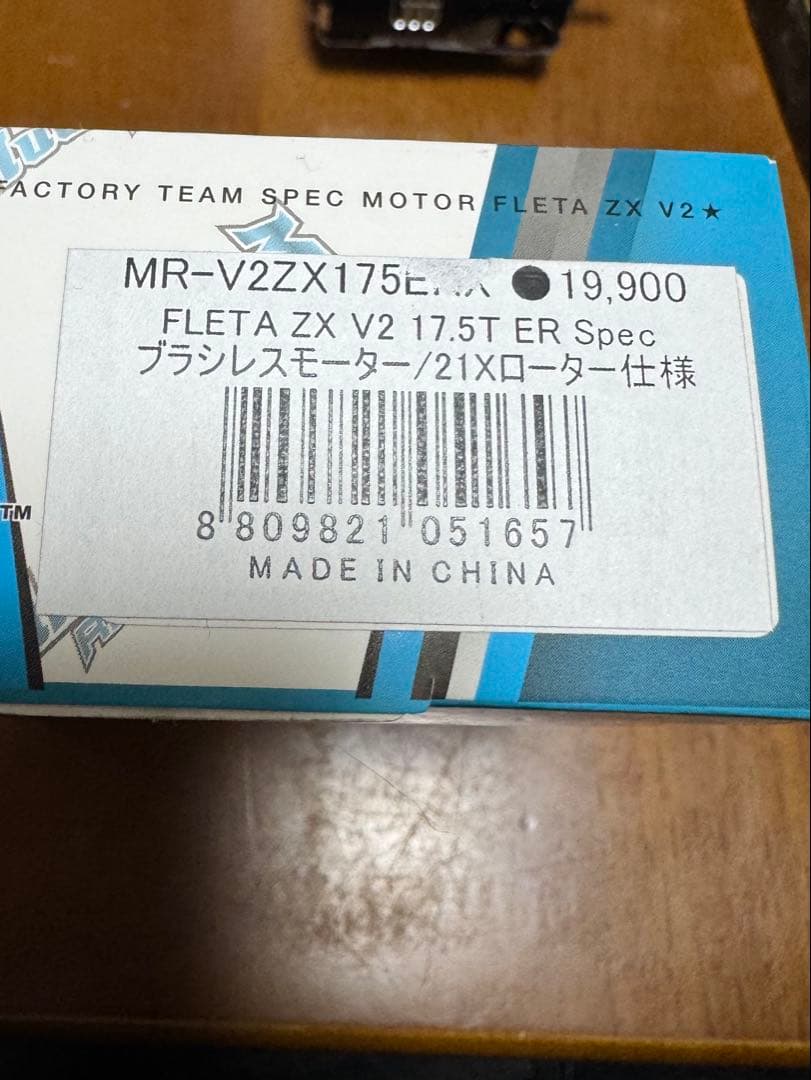 FACTORY TEAM SPEC MOTOR FLETA ZX V2★
●19,900
FLETA ZX V2 17.5T ER Spec
ブラシレスモーター/21Xローター仕様
8 809821 051657
MADE IN CHINA
TM